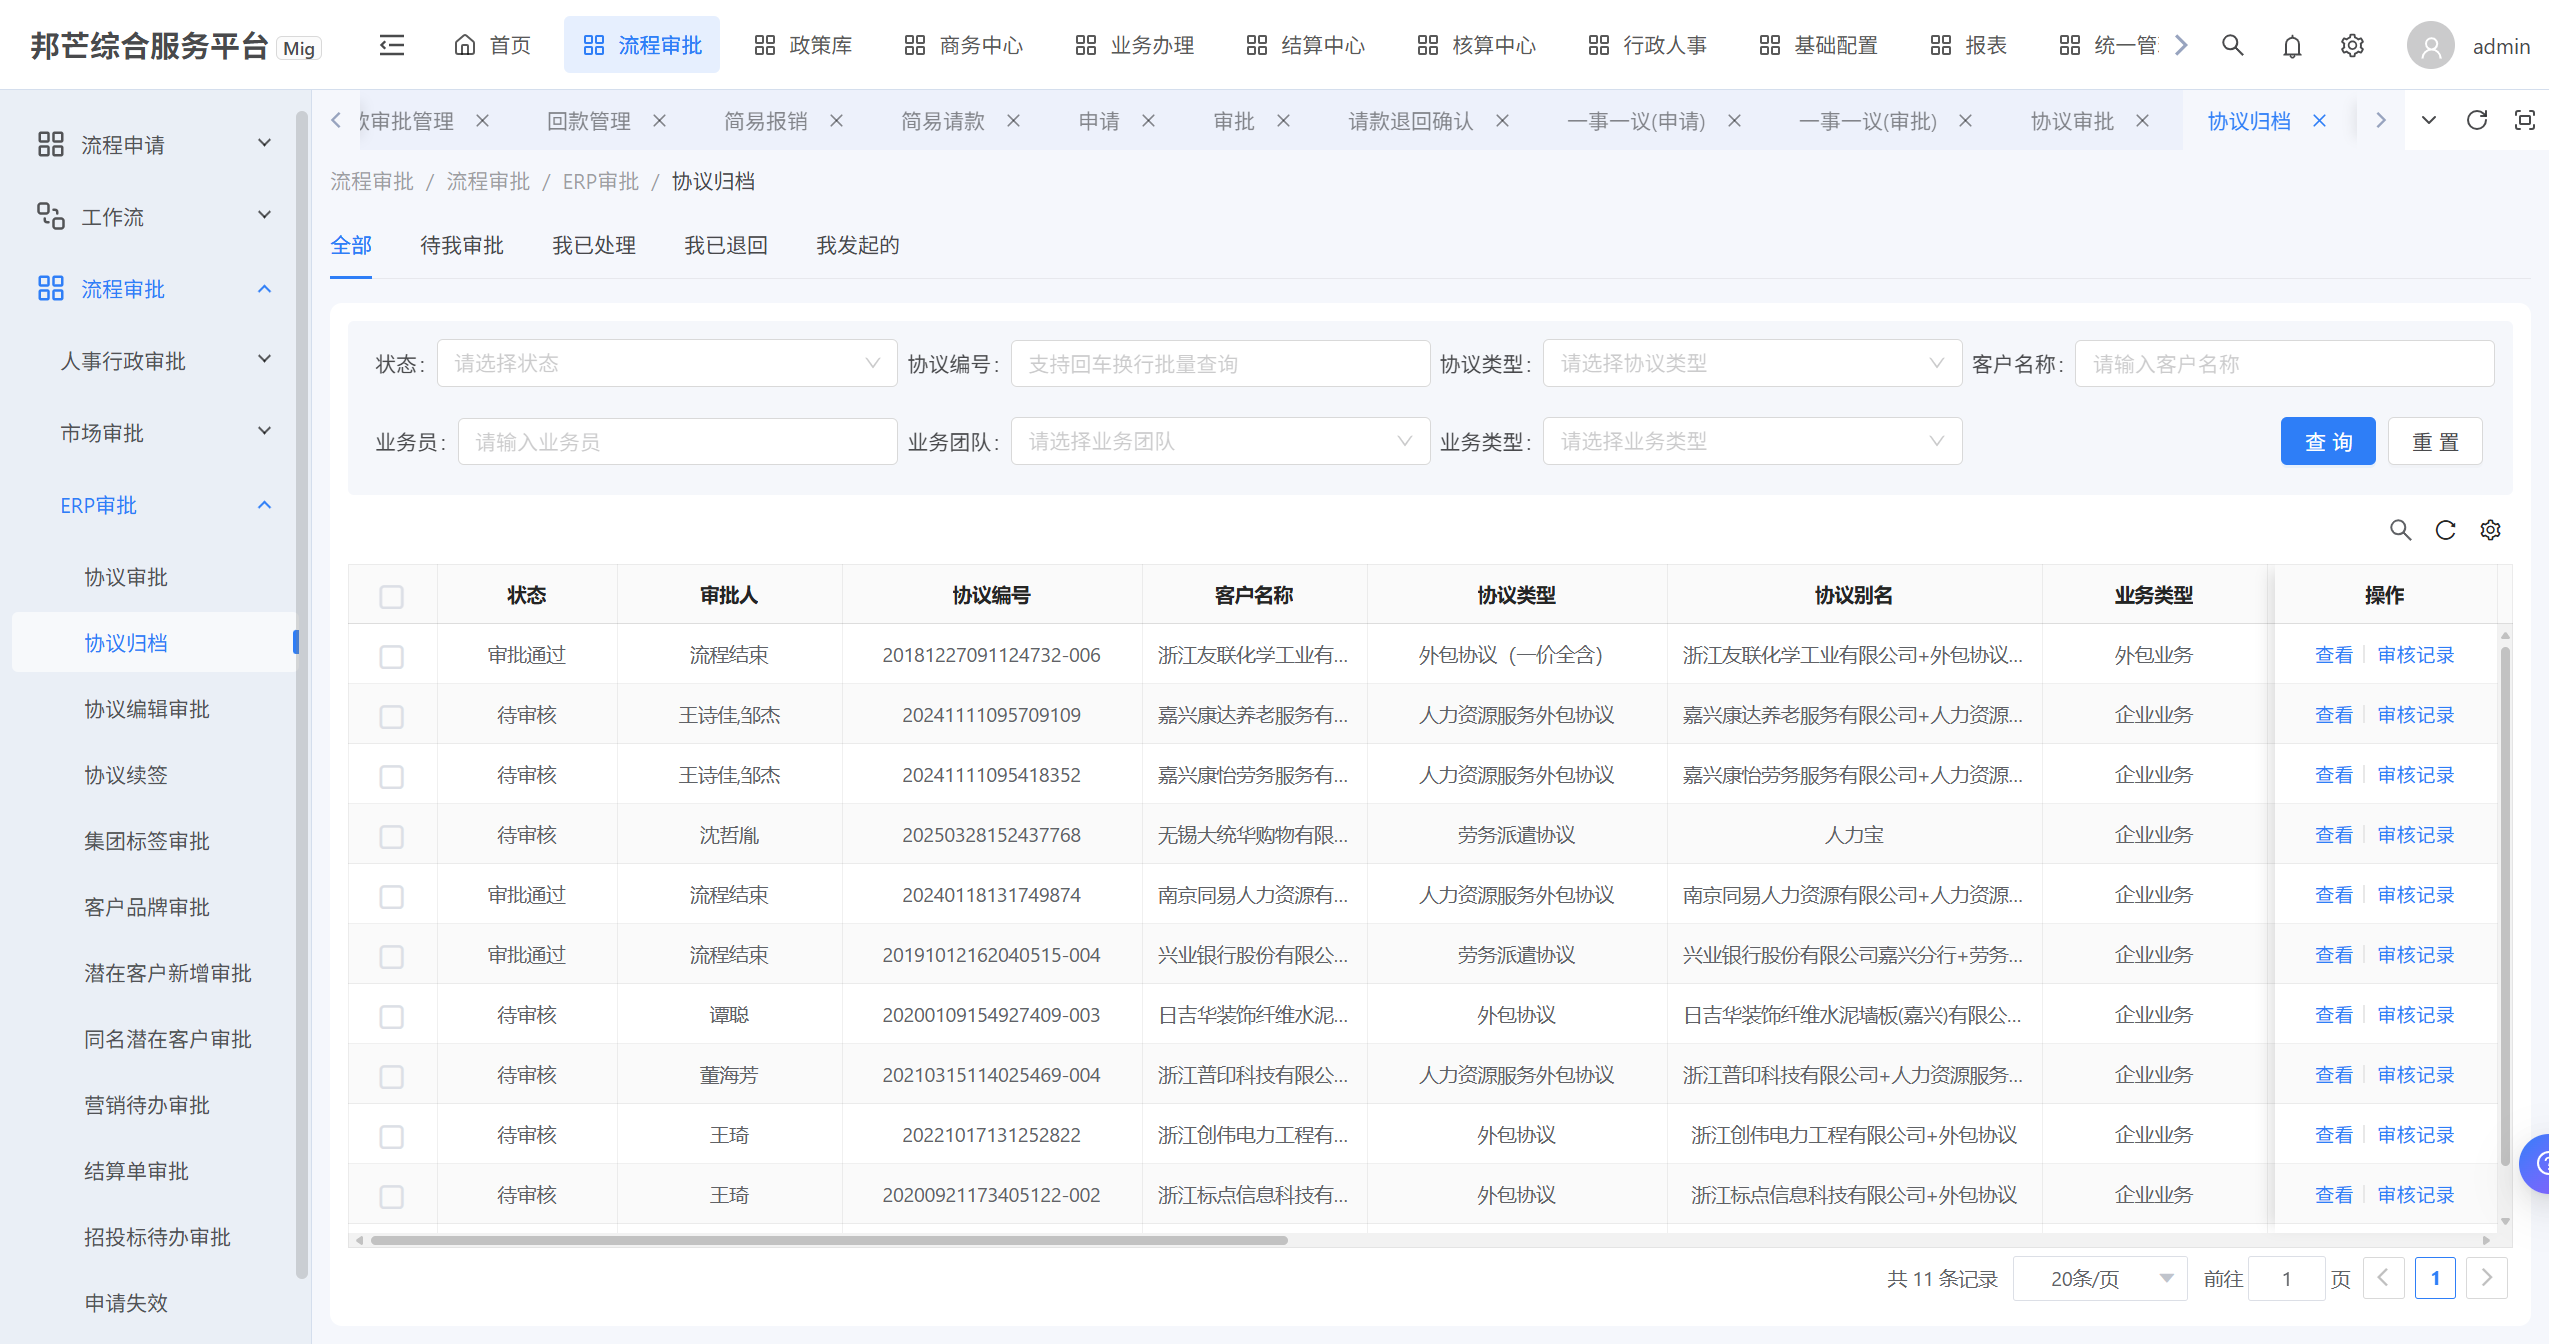 邦芒综合服务平台 Mig
首页 流程审批 政策库 商务中心 业务办理 结算中心 核算中心 行政人事 基础配置 报表 统一管 admin
审批管理 回款管理 简易报销 简易请款 申请 审批 请款退回确认 一事一议(申请) 一事一议(审批) 协议审批 协议归档
流程申请
工作流
流程审批
人事行政审批
市场审批
ERP审批
协议审批
协议归档
协议编辑审批
协议续签
集团标签审批
客户品牌审批
潜在客户新增审批
同名潜在客户审批
营销待办审批
结算单审批
招投标待办审批
申请失效
流程审批 / 流程审批 / ERP审批 / 协议归档
全部 待我审批 我已处理 我已退回 我发起的
状态: 请选择状态 协议编号: 支持回车换行批量查询 协议类型: 请选择协议类型 客户名称: 请输入客户名称
业务员: 请输入业务员 业务团队: 请选择业务团队 业务类型: 请选择业务类型 查 询 重 置
状态 审批人 协议编号 客户名称 协议类型 协议别名 业务类型 操作
审批通过 流程结束 20181227091124732-006 浙江友联化学工业有... 外包协议（一价全含） 浙江友联化学工业有限公司+外包协议... 外包业务 查看 审核记录
待审核 王诗佳,邹杰 20241111095709109 嘉兴康达养老服务有... 人力资源服务外包协议 嘉兴康达养老服务有限公司+人力资源... 企业业务 查看 审核记录
待审核 王诗佳,邹杰 20241111095418352 嘉兴康怡劳务服务有... 人力资源服务外包协议 嘉兴康怡劳务服务有限公司+人力资源... 企业业务 查看 审核记录
待审核 沈哲胤 20250328152437768 无锡大统华购物有限... 劳务派遣协议 人力宝 企业业务 查看 审核记录
审批通过 流程结束 20240118131749874 南京同易人力资源有... 人力资源服务外包协议 南京同易人力资源有限公司+人力资源... 企业业务 查看 审核记录
审批通过 流程结束 20191012162040515-004 兴业银行股份有限公... 劳务派遣协议 兴业银行股份有限公司嘉兴分行+劳务... 企业业务 查看 审核记录
待审核 谭聪 20200109154927409-003 日吉华装饰纤维水泥... 外包协议 日吉华装饰纤维水泥墙板(嘉兴)有限公... 企业业务 查看 审核记录
待审核 董海芳 20210315114025469-004 浙江普印科技有限公... 人力资源服务外包协议 浙江普印科技有限公司+人力资源服务... 企业业务 查看 审核记录
待审核 王琦 20221017131252822 浙江创伟电力工程有... 外包协议 浙江创伟电力工程有限公司+外包协议 企业业务 查看 审核记录
待审核 王琦 20200921173405122-002 浙江标点信息科技有... 外包协议 浙江标点信息科技有限公司+外包协议 企业业务 查看 审核记录
共 11 条记录 20条/页 前往 1 页 1